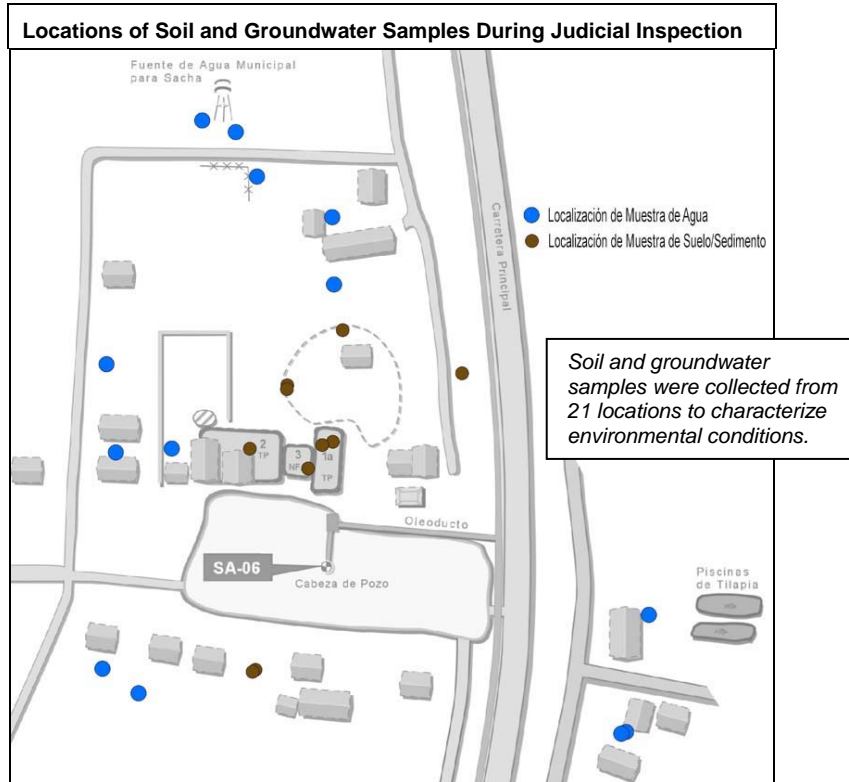 Locations of Soil and Groundwater Samples During Judicial Inspection
Fuente de Agua Municipal
para Sacha
Localización de Muestra de Agua
Localización de Muestra de Suelo/Sedimento
Carretera Principal
Soil and groundwater
samples were collected from
21 locations to characterize
environmental conditions.
2
TP
3
NF
1a
TP
Oleoducto
SA-06
Cabeza de Pozo
Piscinas
de Tilapia